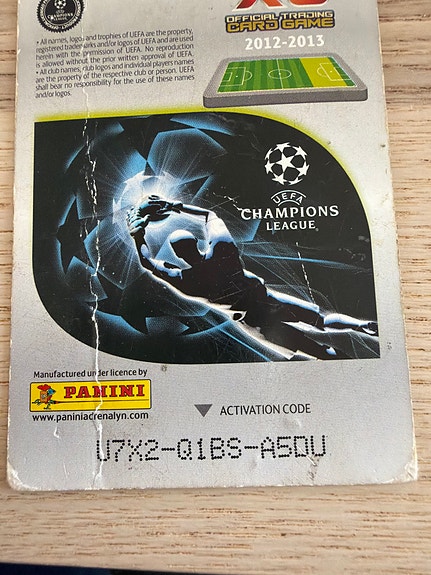 UEFA
CHAMPIONS
LEAGUE
XL
OFFICIAL TRADING
CARD GAME
2012-2013
• All names, logos and trophies of UEFA are the property,
registered trademarks and/or logos of UEFA and are used
herein with the permission of UEFA. No reproduction
is allowed without the prior written approval of UEFA.
• All club names, club logos and individual players names
are the property of the respective club or person. UEFA
shall bear no responsibility for the use of these names
and/or logos.
UEFA
CHAMPIONS
LEAGUE
Manufactured under licence by
PANINI
www.paniniadrenalyn.com
ACTIVATION CODE
U7X2-Q1BS-A5DU